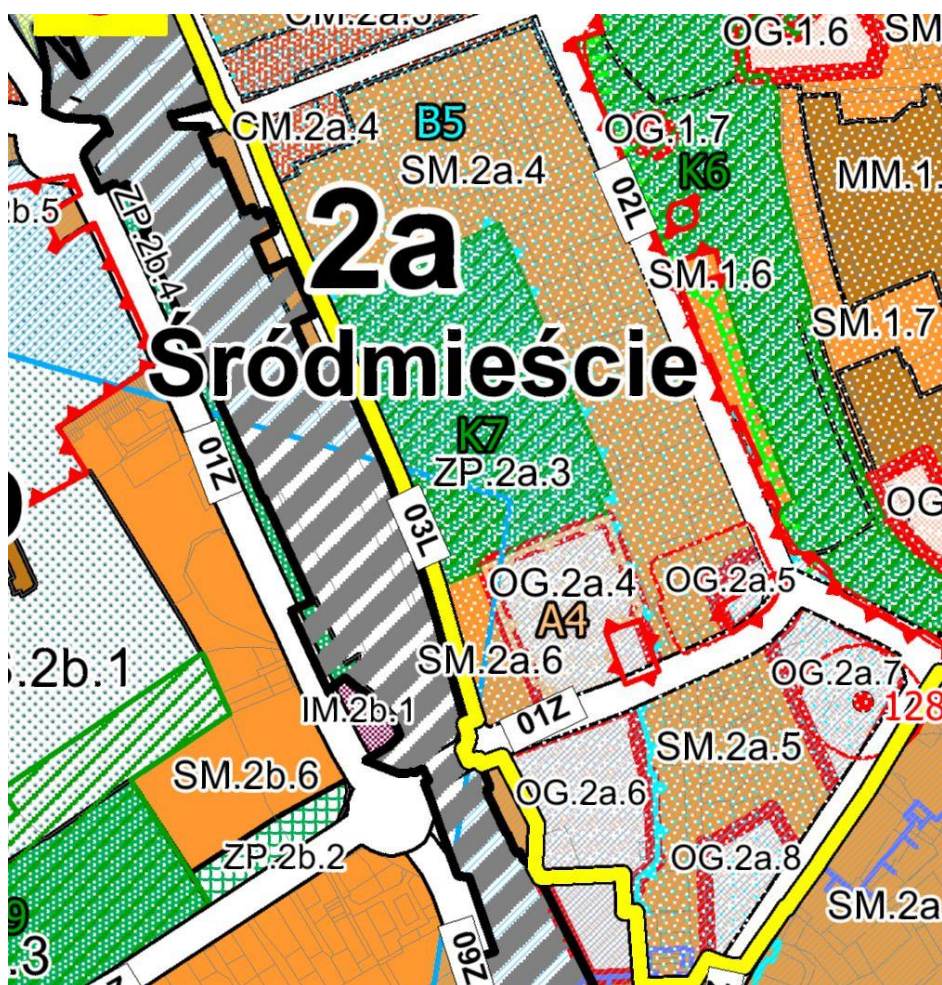 CM.2a.3
OG.1.6
SM
CM.2a.4
B5
OG.1.7
SM.2a.4
K6
MM.1.
2b.5
ZP.2b.4
2a
02L
SM.1.6
SM.1.7
Śródmieście
K7
ZP.2a.3
01Z
03L
OG
OG.2a.4
OG.2a.5
A4
.2b.1
SM.2a.6
OG.2a.7
IM.2b.1
01Z
128
SM.2a.5
SM.2b.6
OG.2a.6
ZP.2b.2
OG.2a.8
9
SM.2a
.3
09Z